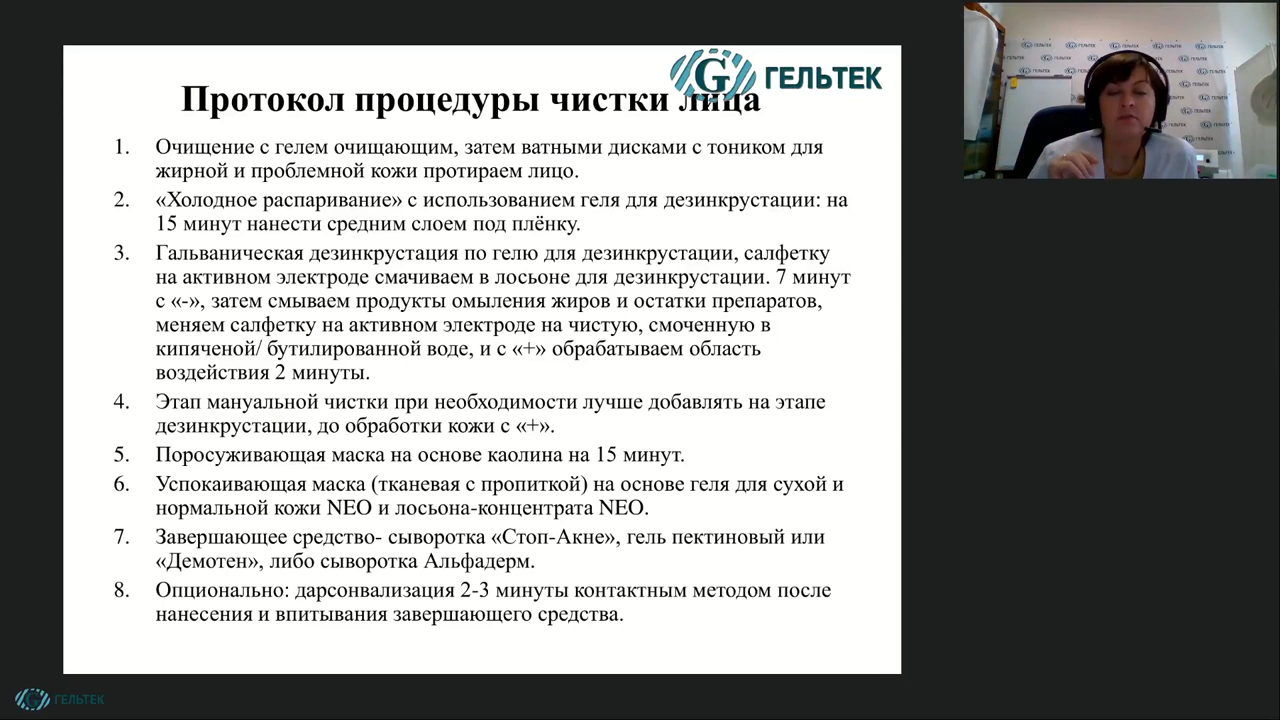 ГЕЛЬТЕК
Протокол процедуры чистки лица
1. Очищение с гелем очищающим, затем ватными дисками с тоником для
жирной и проблемной кожи протираем лицо.
2. «Холодное распаривание» с использованием геля для дезинкрустации: на
15 минут нанести средним слоем под плёнку.
3. Гальваническая дезинкрустация по гелю для дезинкрустации, салфетку
на активном электроде смачиваем в лосьоне для дезинкрустации. 7 минут
с «-», затем смываем продукты омыления жиров и остатки препаратов,
меняем салфетку на активном электроде на чистую, смоченную в
кипяченой/ бутилированной воде, и с «+» обрабатываем область
воздействия 2 минуты.
4. Этап мануальной чистки при необходимости лучше добавлять на этапе
дезинкрустации, до обработки кожи с «+».
5. Поросуживающая маска на основе каолина на 15 минут.
6. Успокаивающая маска (тканевая с пропиткой) на основе геля для сухой и
нормальной кожи NEO и лосьона-концентрата NEO.
7. Завершающее средство- сыворотка «Стоп-Акне», гель пектиновый или
«Демотен», либо сыворотка Альфадерм.
8. Опционально: дарсонвализация 2-3 минуты контактным методом после
нанесения и впитывания завершающего средства.
ГЕЛЬТЕК